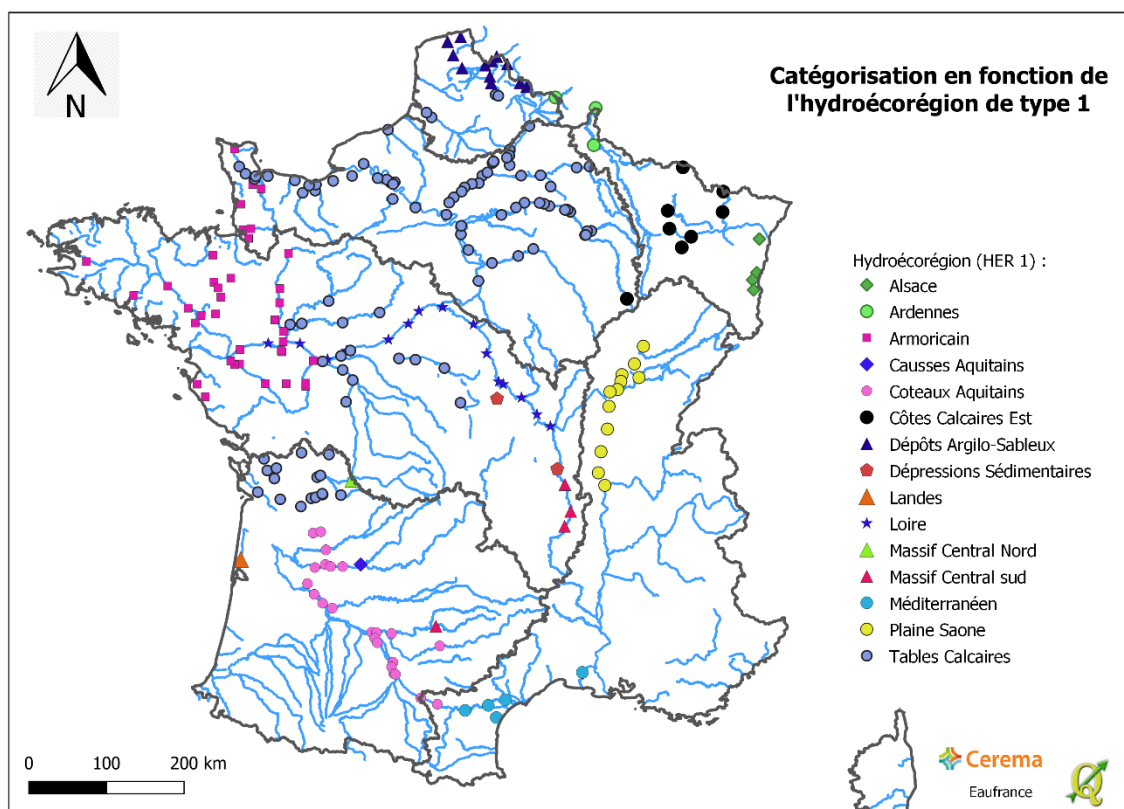 N
Catégorisation en fonction de
l'hydroécorégion de type 1
Hydroécorégion (HER 1) :
Alsace
Ardennes
Armoricain
Causses Aquitains
Coteaux Aquitains
Côtes Calcaires Est
Dépôts Argilo-Sableux
Dépressions Sédimentaires
Landes
Loire
Massif Central Nord
Massif Central sud
Méditerranéen
Plaine Saone
Tables Calcaires
0 100 200 km
Cerema
Eaufrance